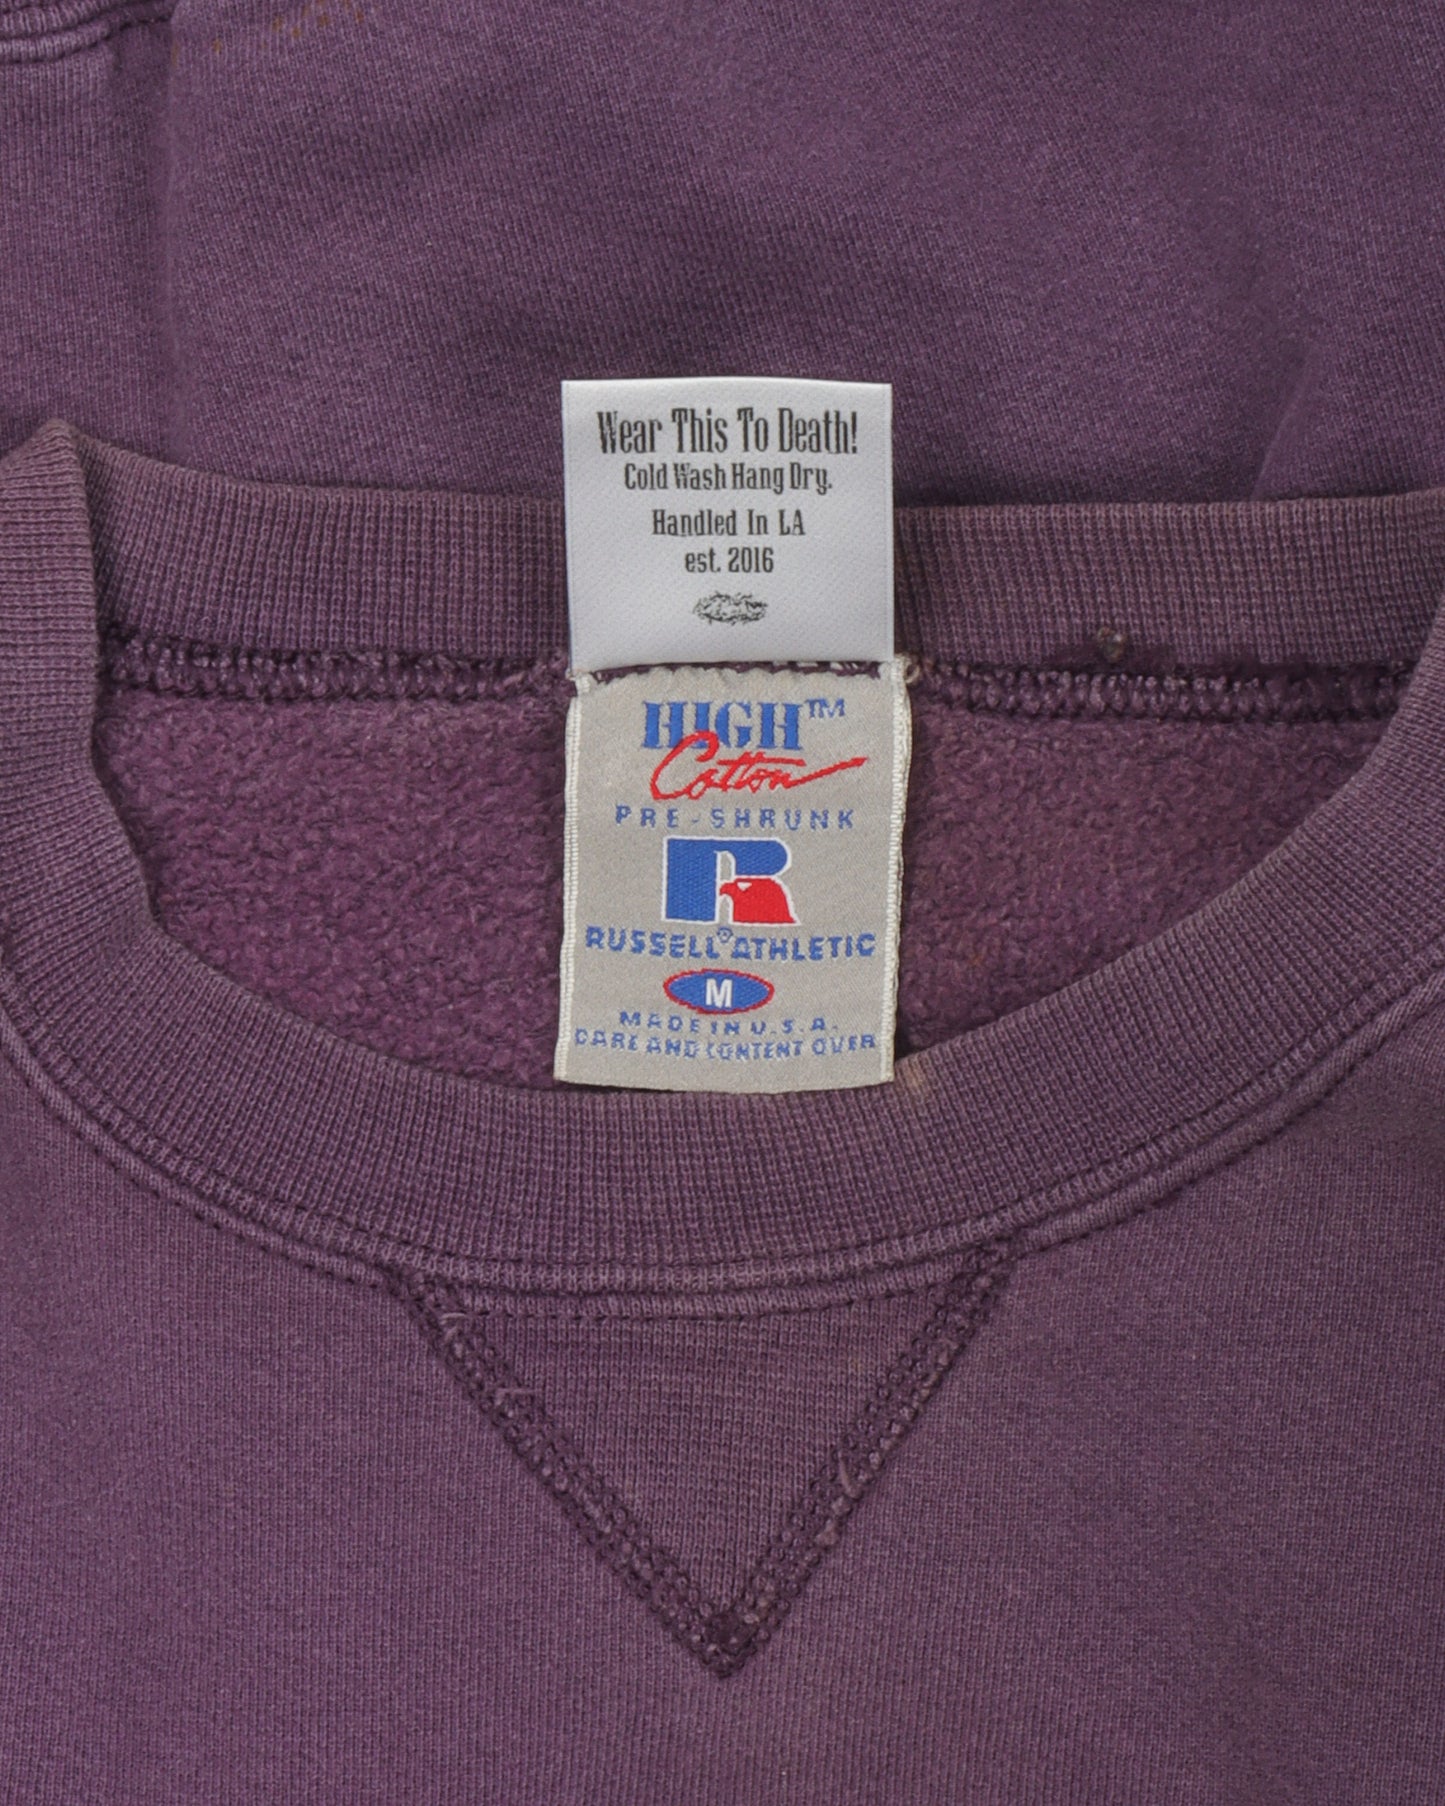 Wear This To Death!
Cold Wash Hang Dry.
Handled In LA
est. 2016
HIGH™
Cotton
PRE-SHRUNK
R
RUSSELL® ATHLETIC
M
MADE IN U.S.A.
CARE AND CONTENT OVER